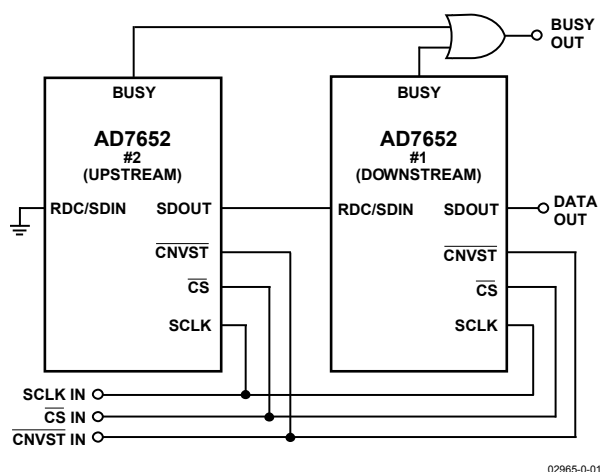 BUSY
OUT
BUSY
AD7652
#2
(UPSTREAM)
RDC/SDIN
SDOUT
CNVST
CS
SCLK
BUSY
AD7652
#1
(DOWNSTREAM)
RDC/SDIN
SDOUT
CNVST
CS
SCLK
DATA
OUT
SCLK IN
CS IN
CNVST IN
02965-0-01